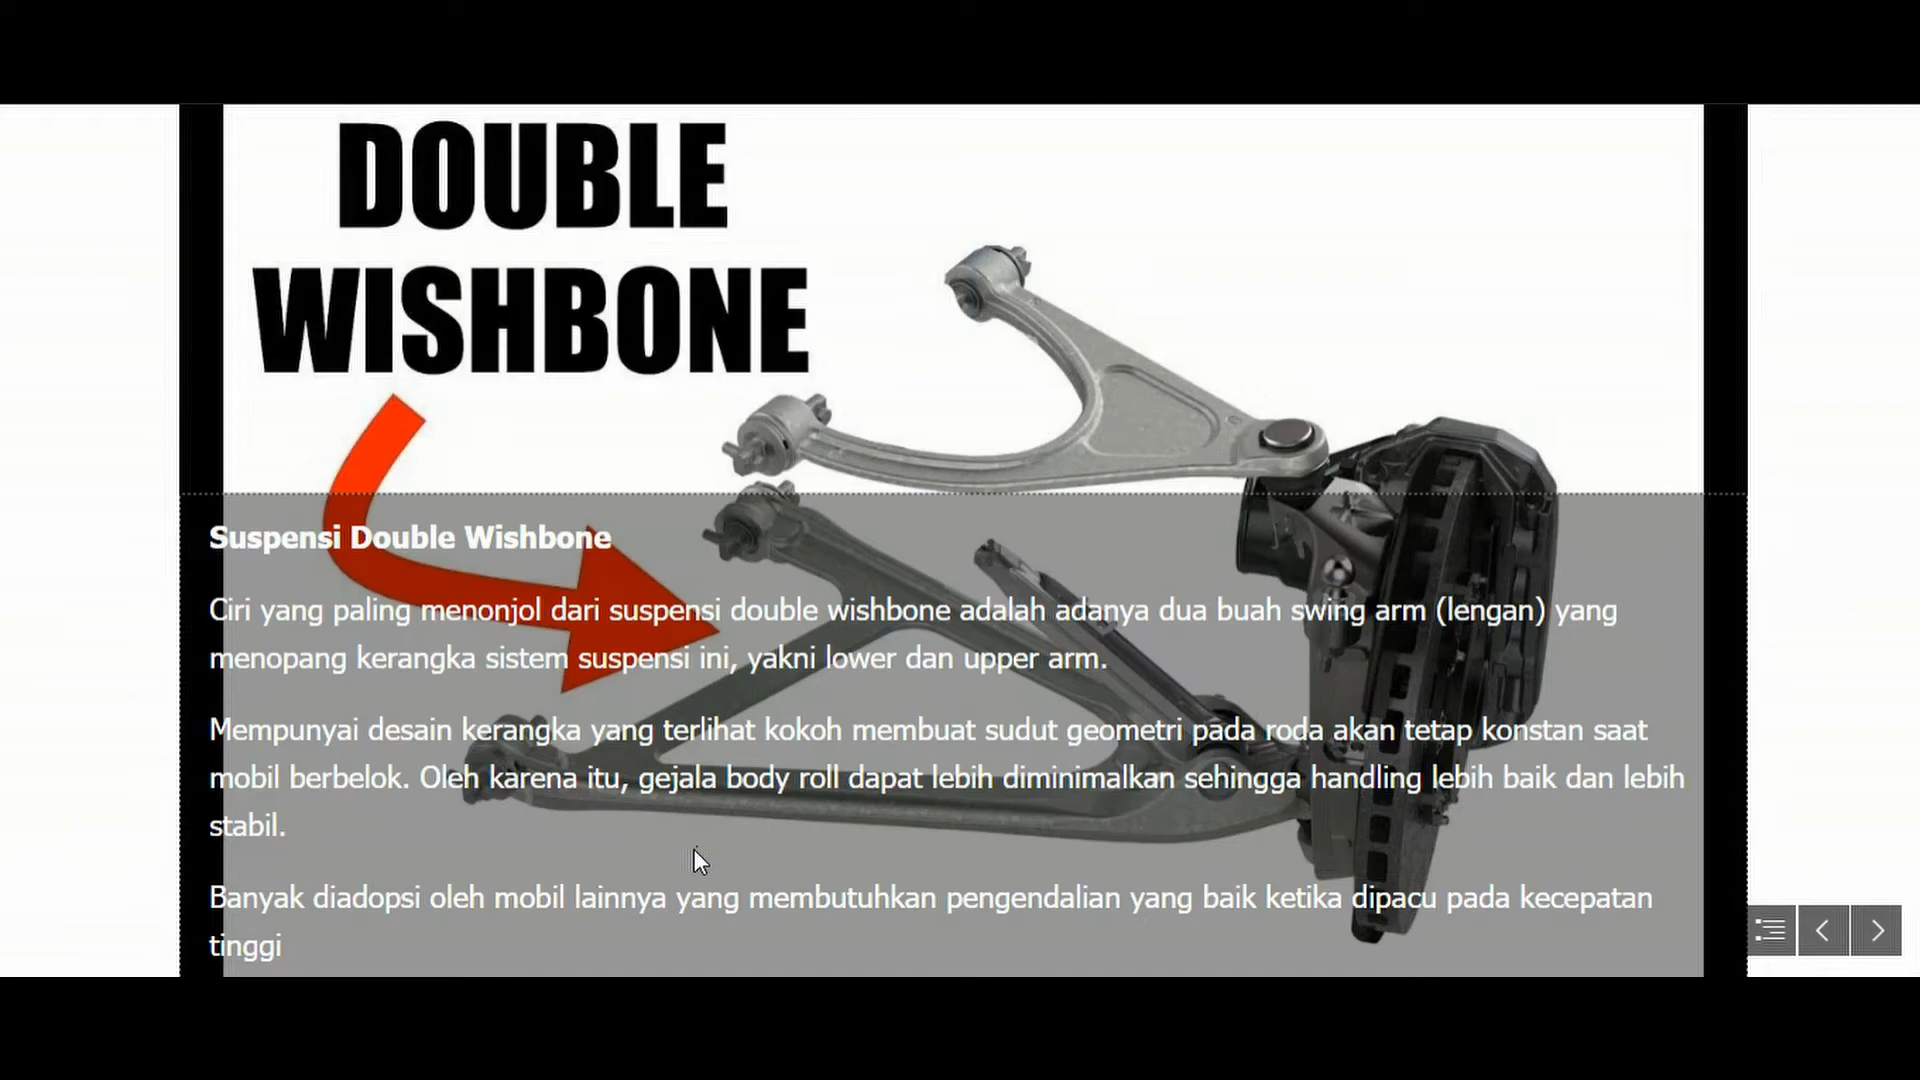 DOUBLE
WISHBONE
Suspensi Double Wishbone
Ciri yang paling menonjol dari suspensi double wishbone adalah adanya dua buah swing arm (lengan) yang
menopang kerangka sistem suspensi ini, yakni lower dan upper arm.
Mempunyai desain kerangka yang terlihat kokoh membuat sudut geometri pada roda akan tetap konstan saat
mobil berbelok. Oleh karena itu, gejala body roll dapat lebih diminimalkan sehingga handling lebih baik dan lebih
stabil.
Banyak diadopsi oleh mobil lainnya yang membutuhkan pengendalian yang baik ketika dipacu pada kecepatan
tinggi